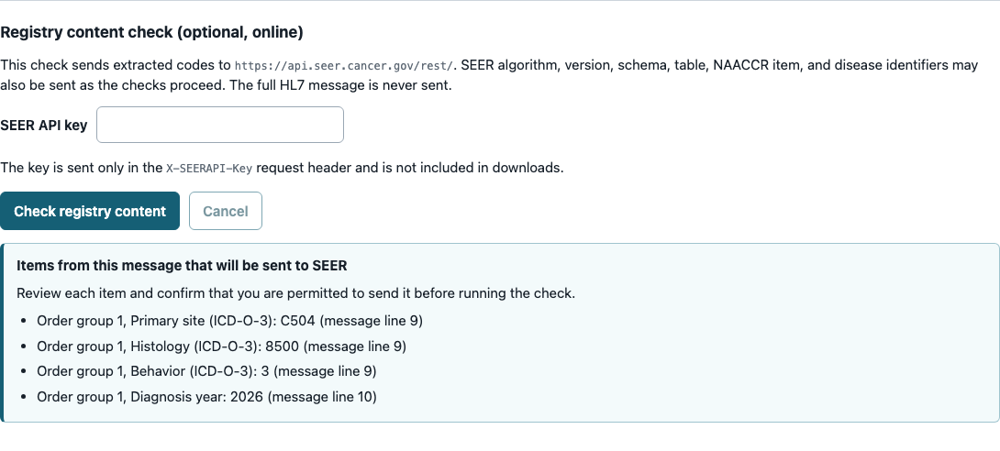 Registry content check (optional, online)
This check sends extracted codes to https://api.seer.cancer.gov/rest/. SEER algorithm, version, schema, table, NAACCR item, and disease identifiers may
also be sent as the checks proceed. The full HL7 message is never sent.
SEER API key
The key is sent only in the X-SEERAPI-Key request header and is not included in downloads.
Check registry content
Cancel
Items from this message that will be sent to SEER
Review each item and confirm that you are permitted to send it before running the check.
• Order group 1, Primary site (ICD-O-3): C504 (message line 9)
• Order group 1, Histology (ICD-O-3): 8500 (message line 9)
• Order group 1, Behavior (ICD-O-3): 3 (message line 9)
• Order group 1, Diagnosis year: 2026 (message line 10)